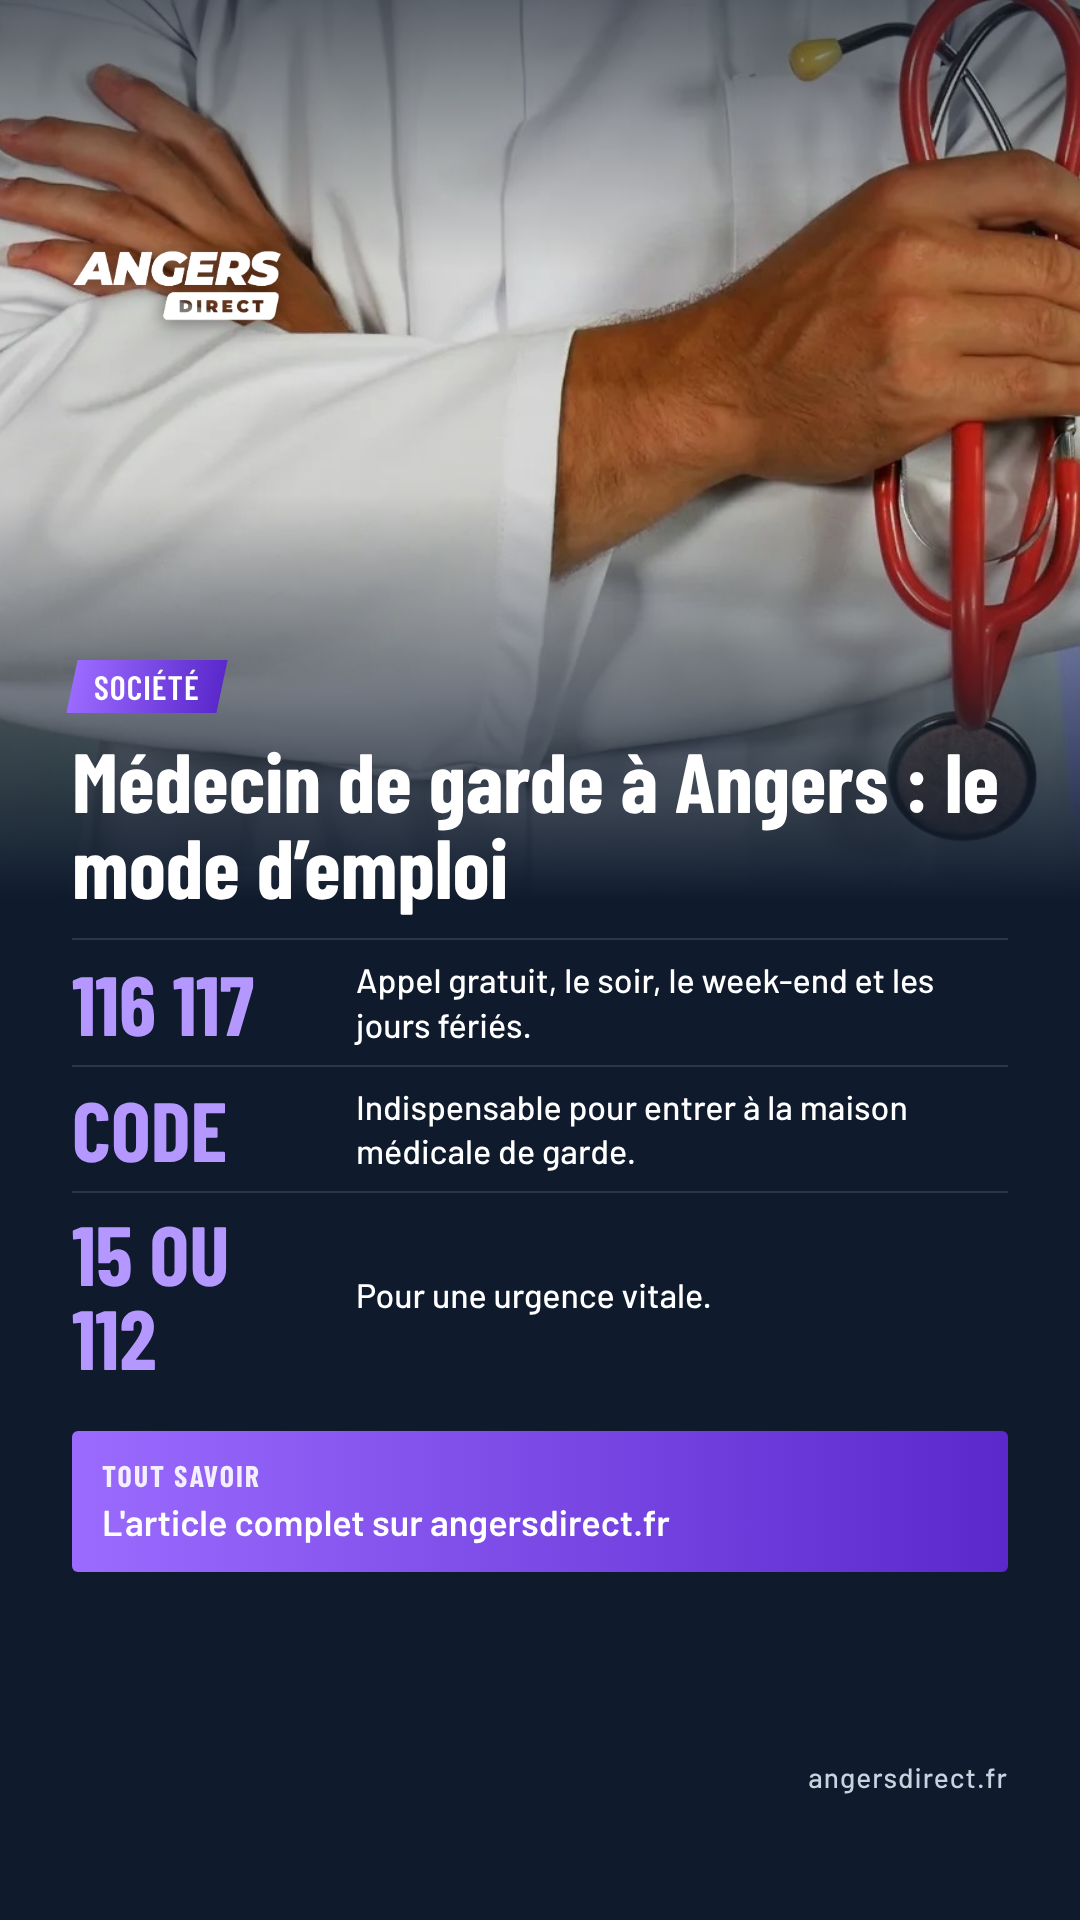 ANGERS
DIRECT
SOCIÉTÉ
Médecin de garde à Angers : le
mode d’emploi
116 117
Appel gratuit, le soir, le week-end et les
jours fériés.
CODE
Indispensable pour entrer à la maison
médicale de garde.
15 OU
112
Pour une urgence vitale.
TOUT SAVOIR
L'article complet sur angersdirect.fr
angersdirect.fr